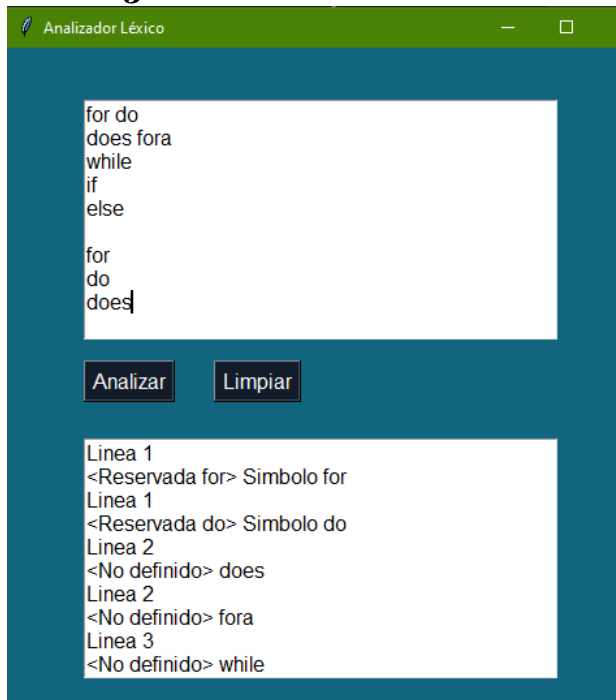 Analizador Léxico
for do
does fora
while
if
else
for
do
does
Analizar Limpiar
Linea 1
<Reservada for> Simbolo for
Linea 1
<Reservada do> Simbolo do
Linea 2
<No definido> does
Linea 2
<No definido> fora
Linea 3
<No definido> while